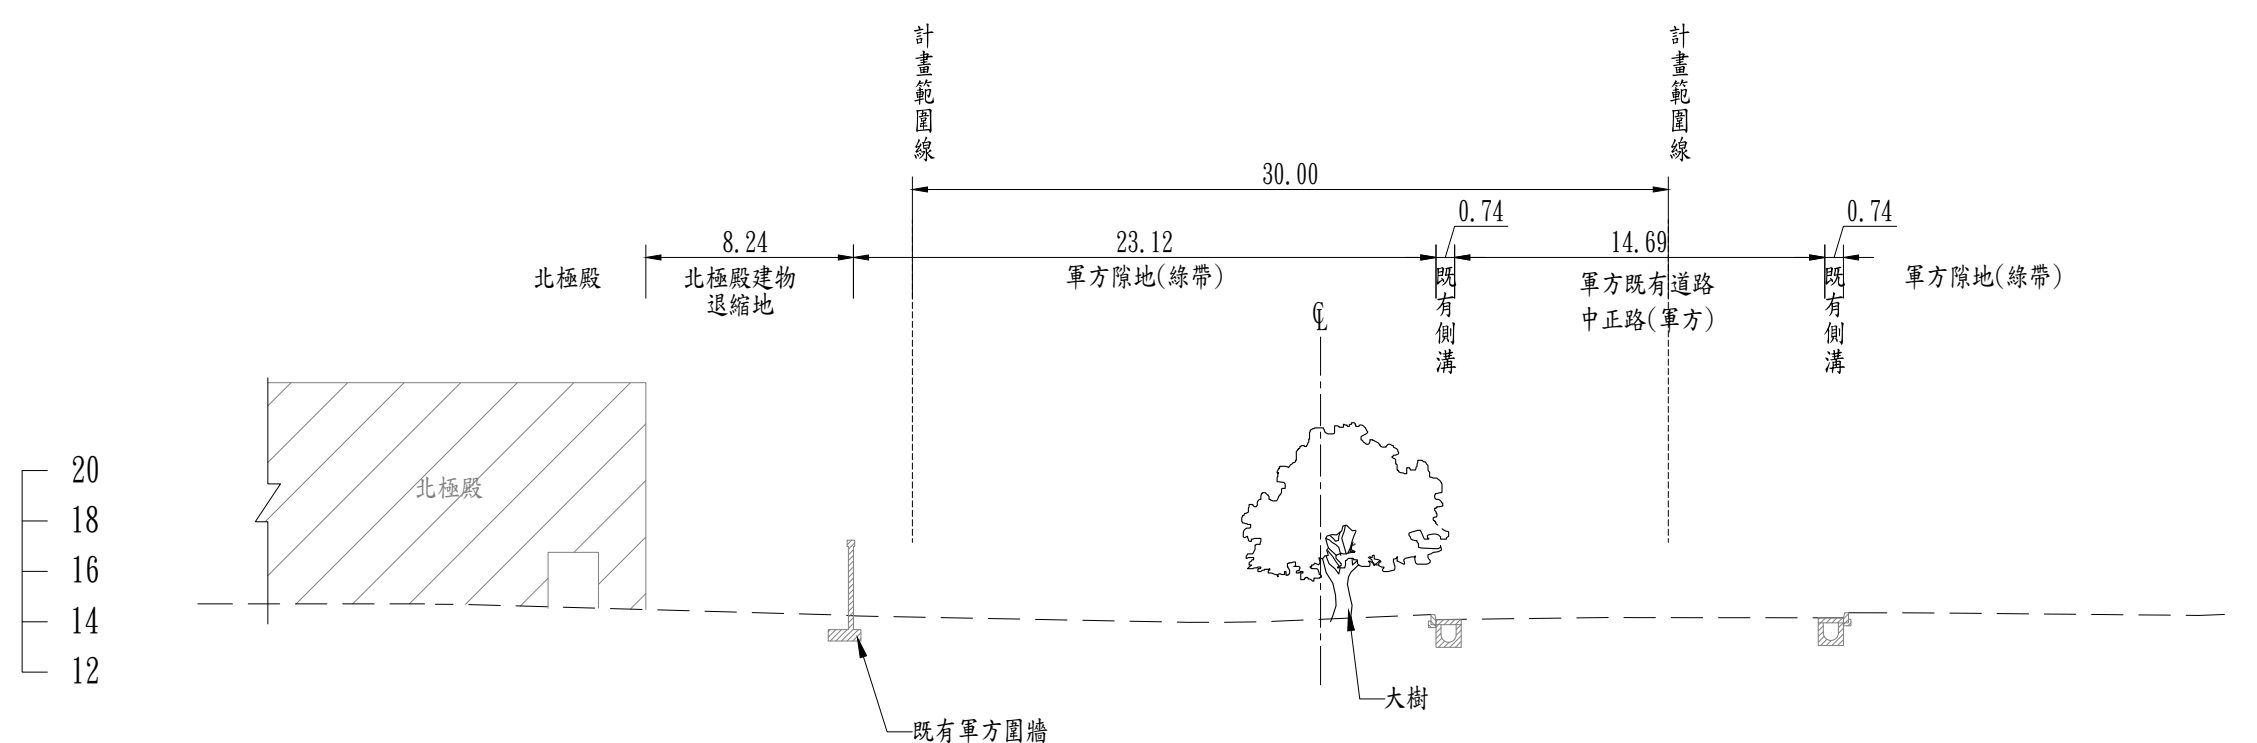 計畫範圍線
計畫範圍線
30.00
0.74
0.74
8.24
23.12
14.69
北極殿
北極殿建物
退縮地
軍方隙地(綠帶)
既有側溝
軍方既有道路
中正路(軍方)
既有側溝
軍方隙地(綠帶)
℄
北極殿
20
18
16
14
12
大樹
既有軍方圍牆